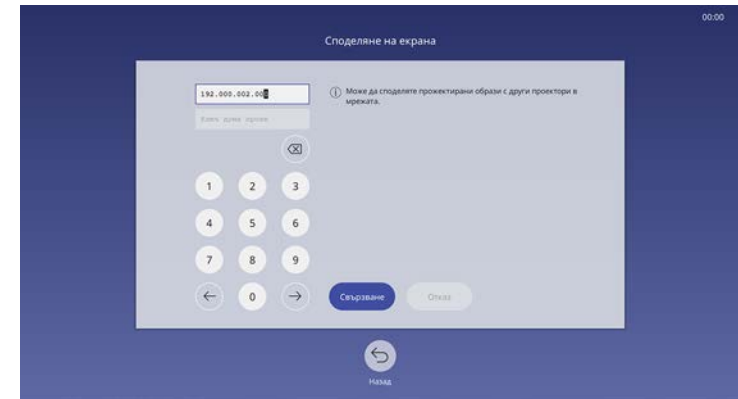 00:00
Споделяне на екрана
192.000.002.00
Може да споделяте прожектирани образи с други проектори в
мрежата.
1 2 3
4 5 6
7 8 9
0
Свързване Отказ
Назад